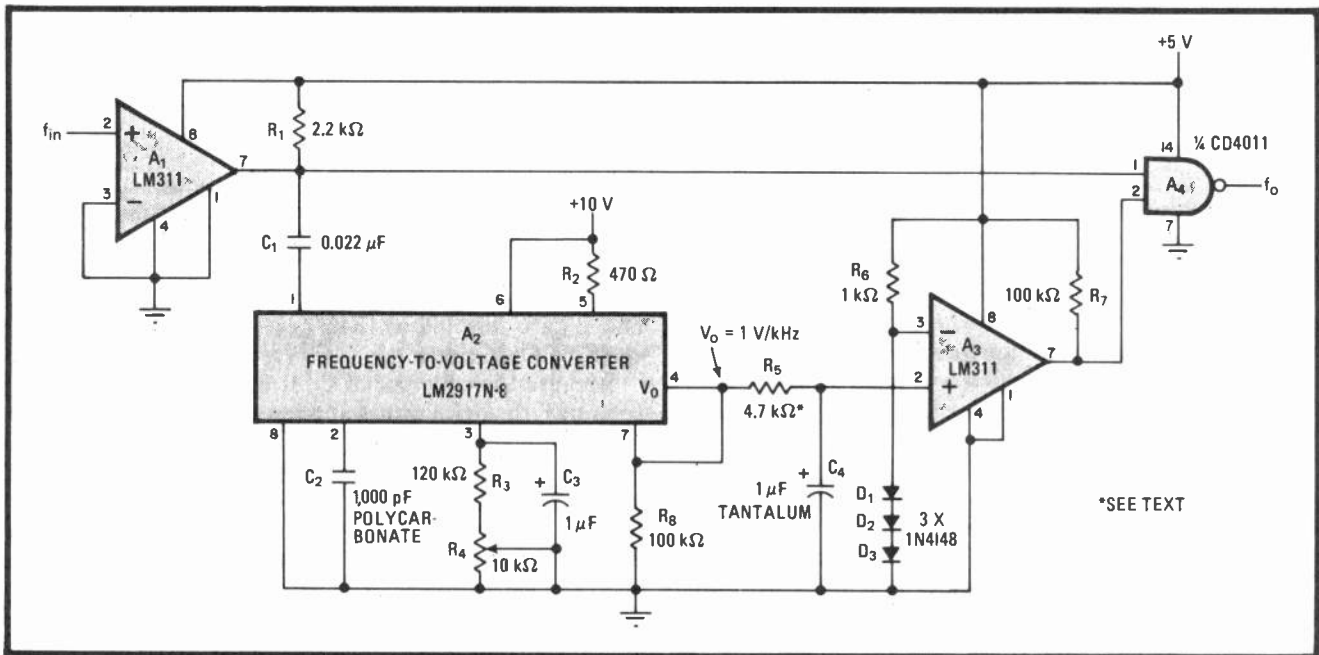 +5 V
f_in
2
+
A1
LM311
3
−
8
7
1
4
R1
2.2 kΩ
14
¼ CD4011
1
2
A4
f_o
7
C1
0.022 µF
+10 V
R2
470 Ω
1
6
5
A2
FREQUENCY-TO-VOLTAGE CONVERTER
LM2917N-8
V_O
4
8
2
3
7
V_O = 1 V/kHz
R5
4.7 kΩ*
R6
1 kΩ
100 kΩ
R7
3
−
8
A3
LM311
2
+
7
1
4
C2
1,000 pF
POLYCAR-
BONATE
120 kΩ
R3
R4
10 kΩ
+
C3
1 µF
R8
100 kΩ
+
C4
1 µF
TANTALUM
D1
D2
D3
3 X
1N4148
*SEE TEXT